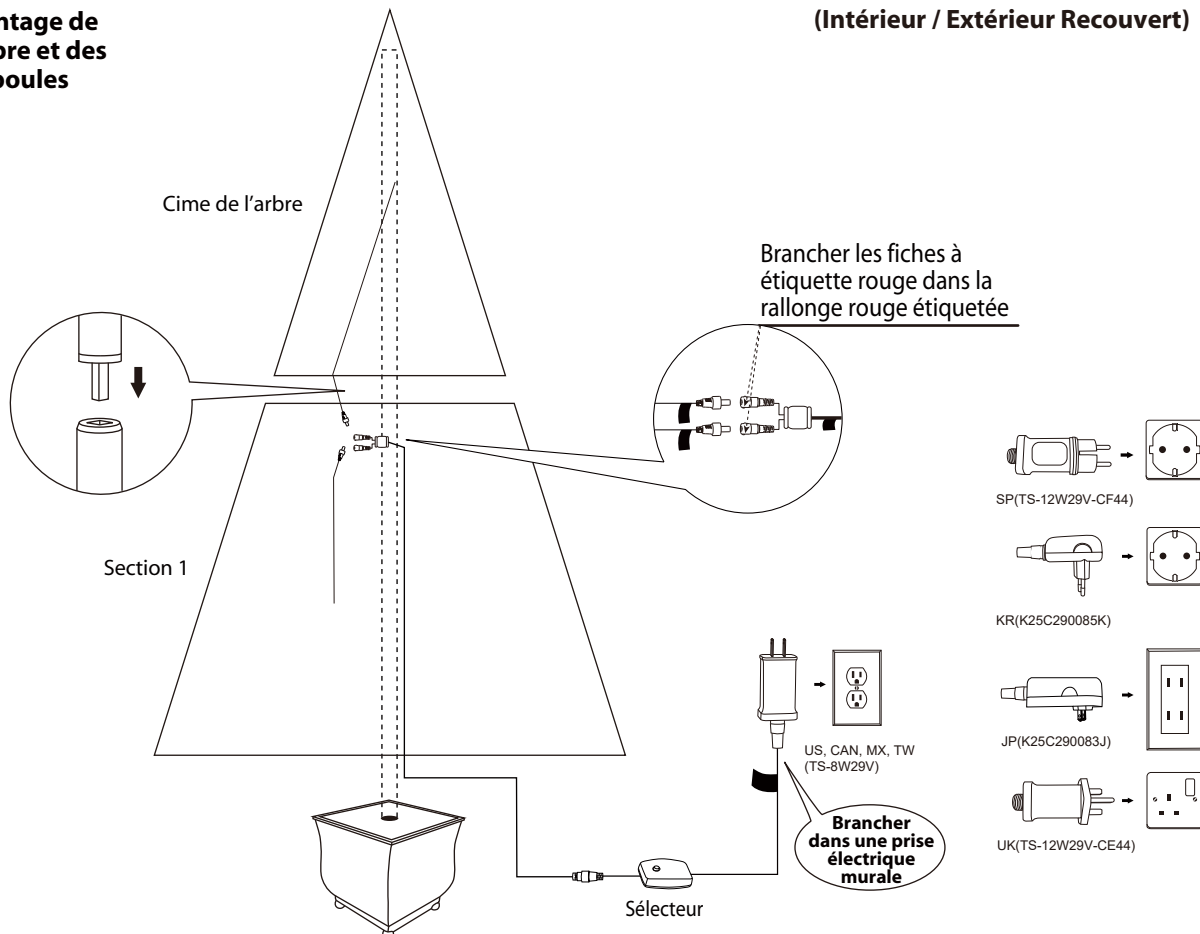 ntage de
bre et des
poules
(Intérieur / Extérieur Recouvert)
Cime de l'arbre
Brancher les fiches à
étiquette rouge dans la
rallonge rouge étiquetée
SP(TS-12W29V-CF44)
Section 1
KR(K25C290085K)
JP(K25C290083J)
US, CAN, MX, TW
(TS-8W29V)
Brancher
dans une prise
électrique
murale
UK(TS-12W29V-CE44)
Sélecteur